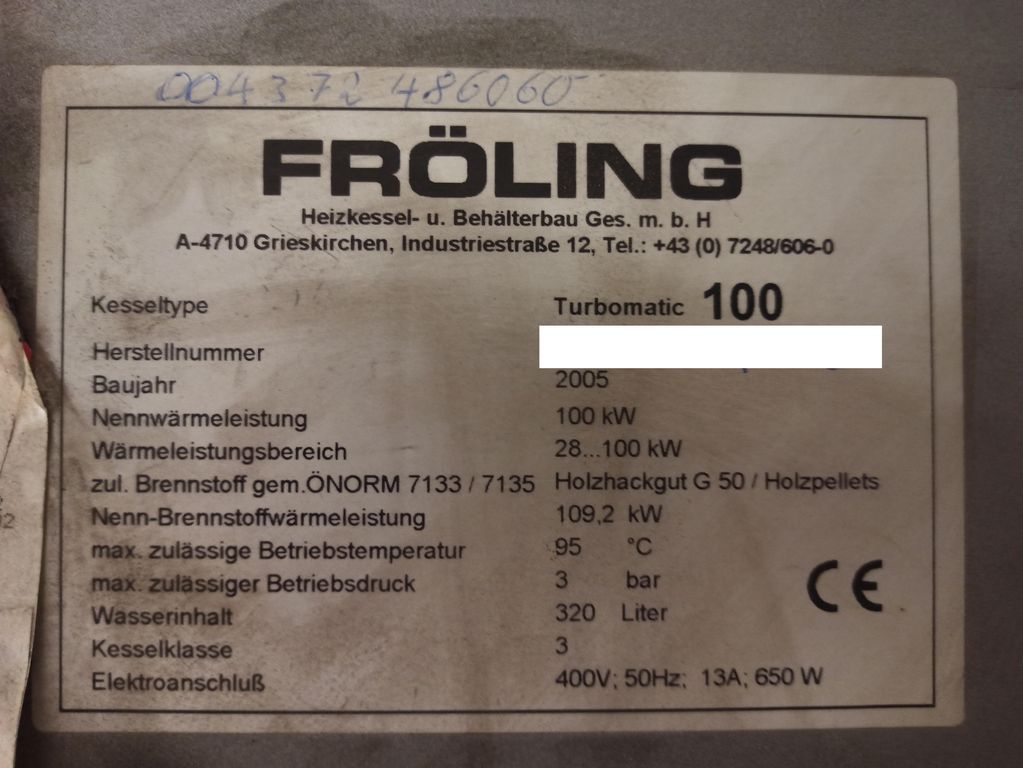 004372 486060
FRÖLING
Heizkessel- u. Behälterbau Ges. m. b. H
A-4710 Grieskirchen, Industriestraße 12, Tel.: +43 (0) 7248/606-0
Kesseltype Turbomatic 100
Herstellnummer
Baujahr 2005
Nennwärmeleistung 100 kW
Wärmeleistungsbereich 28...100 kW
zul. Brennstoff gem.ÖNORM 7133 / 7135 Holzhackgut G 50 / Holzpellets
Nenn-Brennstoffwärmeleistung 109,2 kW
max. zulässige Betriebstemperatur 95 °C
max. zulässiger Betriebsdruck 3 bar
Wasserinhalt 320 Liter
Kesselklasse 3
Elektroanschluß 400V; 50Hz; 13A; 650 W
CE